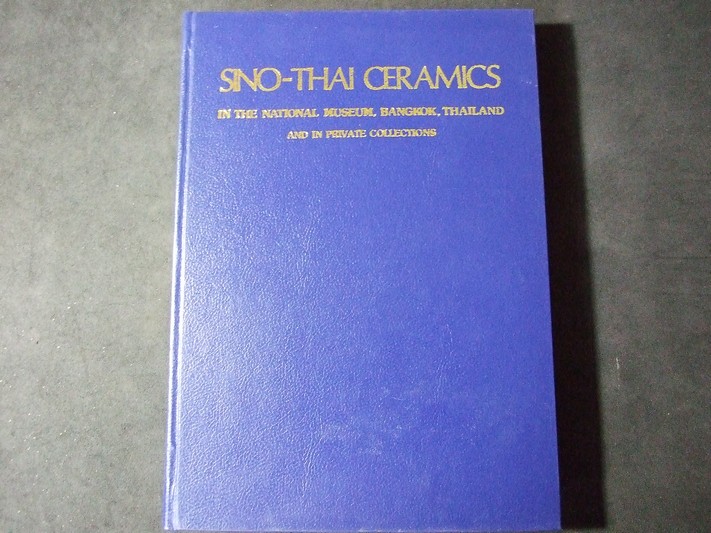 SINO-THAI CERAMICS
IN THE NATIONAL MUSEUM, BANGKOK, THAILAND
AND IN PRIVATE COLLECTIONS